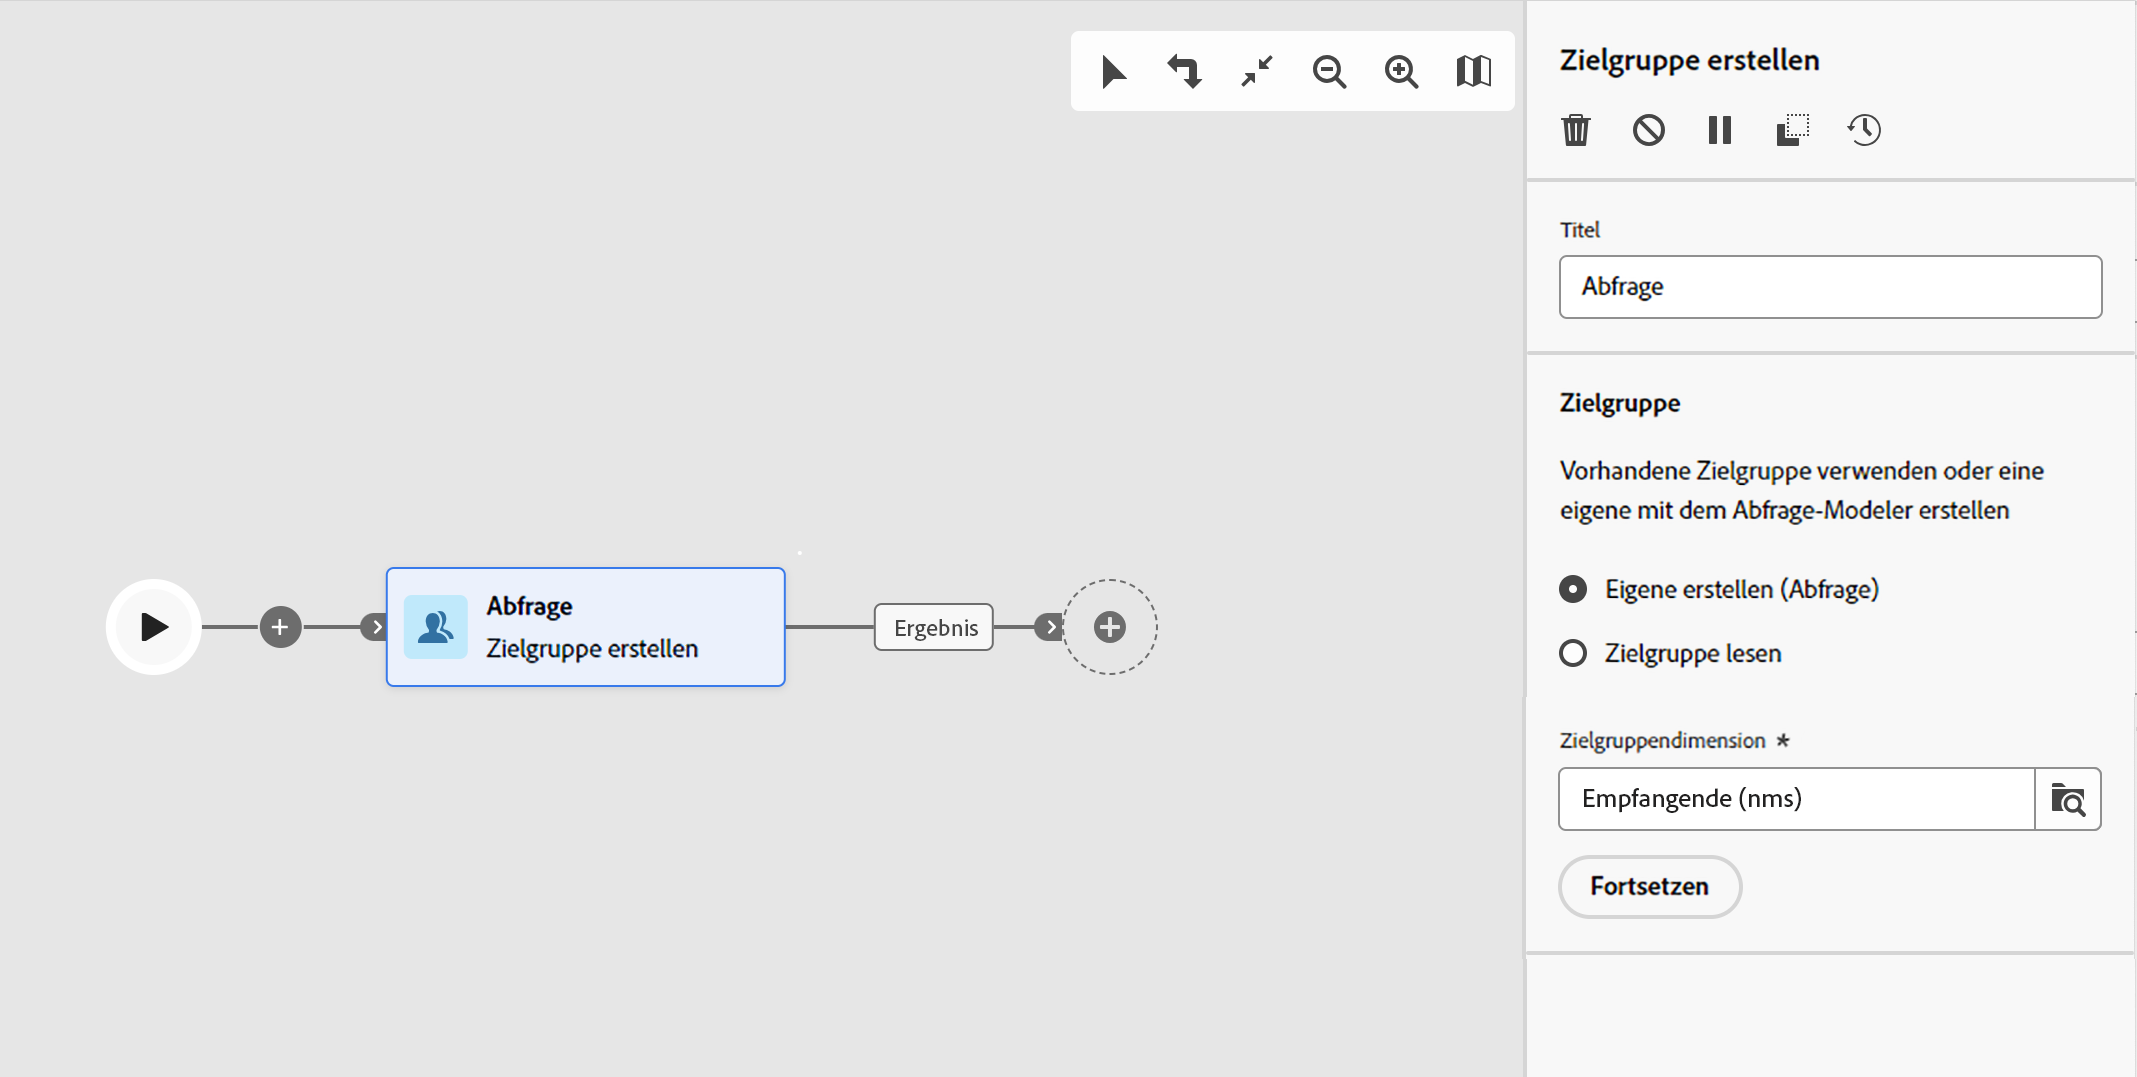 Abfrage
Zielgruppe erstellen
Ergebnis
Zielgruppe erstellen
Titel
Abfrage
Zielgruppe
Vorhandene Zielgruppe verwenden oder eine
eigene mit dem Abfrage-Modeler erstellen
Eigene erstellen (Abfrage)
Zielgruppe lesen
Zielgruppendimension *
Empfangende (nms)
Fortsetzen